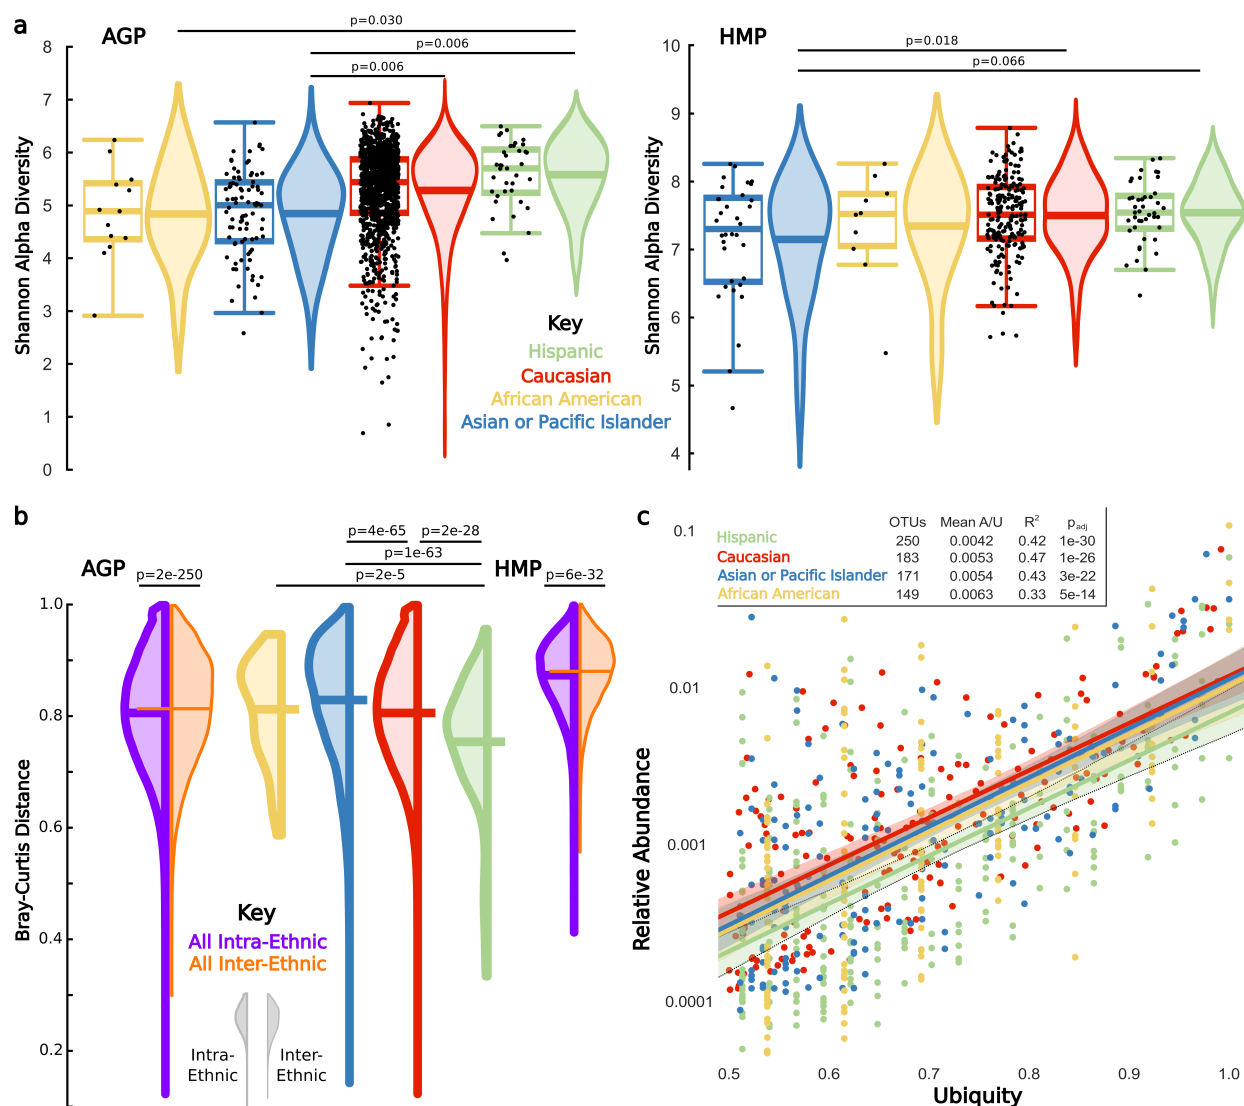 a
AGP
p=0.030
p=0.006
p=0.006
Shannon Alpha Diversity
8
7
6
5
4
3
2
1
0
Key
Hispanic
Caucasian
African American
Asian or Pacific Islander
HMP
p=0.018
p=0.066
Shannon Alpha Diversity
10
9
8
7
6
5
4
b
AGP
p=2e-250
p=4e-65
p=2e-28
p=1e-63
p=2e-5
HMP
p=6e-32
Bray-Curtis Distance
1.0
0.8
0.6
0.4
0.2
Key
All Intra-Ethnic
All Inter-Ethnic
Intra-
Ethnic
Inter-
Ethnic
c
OTUs Mean A/U R² padj
Hispanic 250 0.0042 0.42 1e-30
Caucasian 183 0.0053 0.47 1e-26
Asian or Pacific Islander 171 0.0054 0.43 3e-22
African American 149 0.0063 0.33 5e-14
Relative Abundance
0.1
0.01
0.001
0.0001
0.5 0.6 0.7 0.8 0.9 1.0
Ubiquity